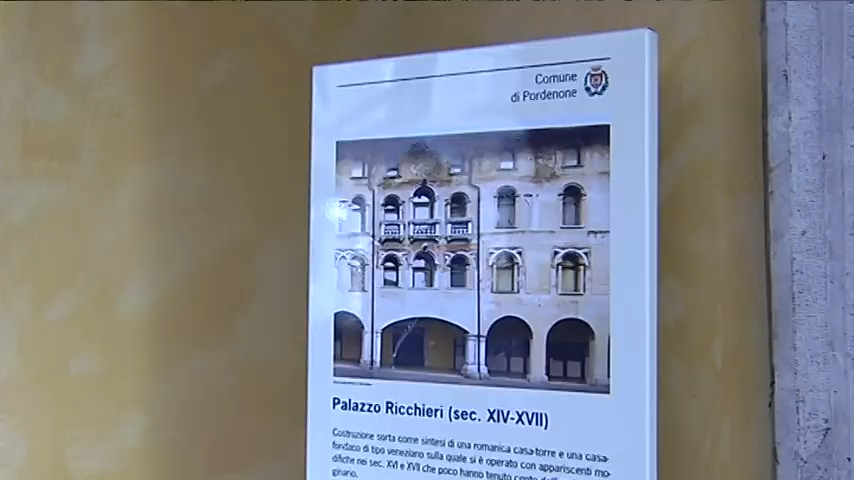 Comune
di Pordenone
Palazzo Ricchieri (sec. XIV-XVII)
Costruzione sorta come sintesi di una romanica casa-torre e una casa-
fondaco di tipo veneziano sulla quale si è operato con appariscenti mo-
difiche nei sec. XVI e XVII che poco hanno tenuto conto
ginario.